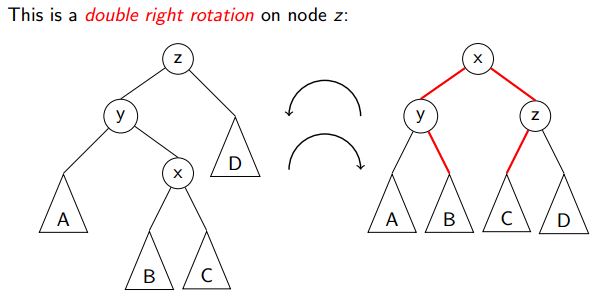 This is a double right rotation on node z:
z x
y y z
x D
A A B C D
B C